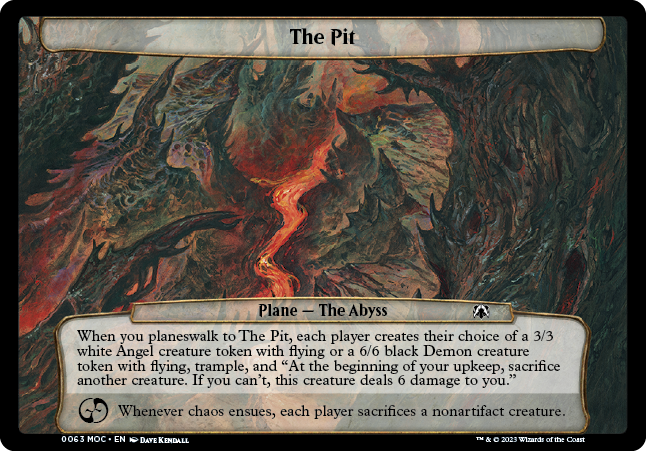 The Pit
Plane — The Abyss
When you planeswalk to The Pit, each player creates their choice of a 3/3
white Angel creature token with flying or a 6/6 black Demon creature
token with flying, trample, and “At the beginning of your upkeep, sacrifice
another creature. If you can’t, this creature deals 6 damage to you.”
Whenever chaos ensues, each player sacrifices a nonartifact creature.
0063 MOC • EN Dave Kendall
™ & © 2023 Wizards of the Coast